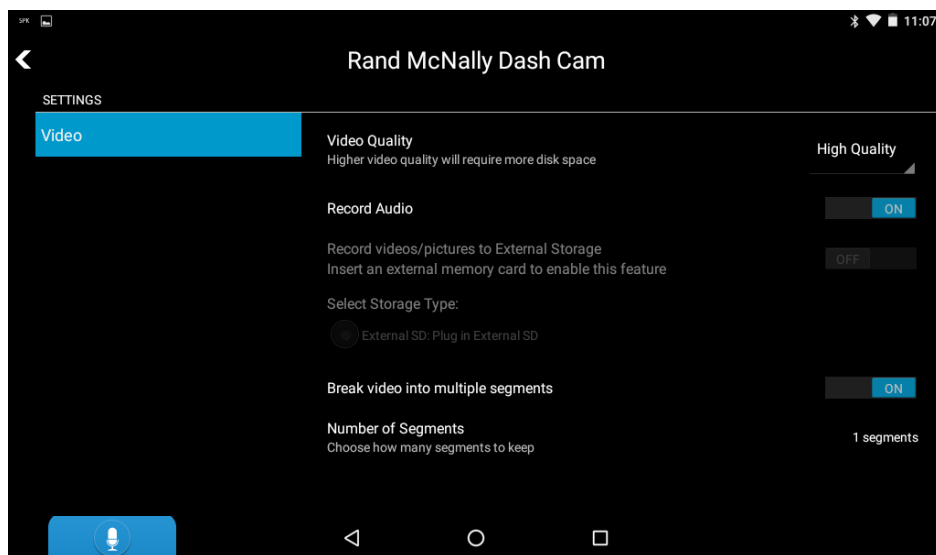 SPK
11:07
Rand McNally Dash Cam
SETTINGS
Video
Video Quality
Higher video quality will require more disk space
High Quality
Record Audio
ON
Record videos/pictures to External Storage
Insert an external memory card to enable this feature
OFF
Select Storage Type:
External SD: Plug in External SD
Break video into multiple segments
ON
Number of Segments
Choose how many segments to keep
1 segments